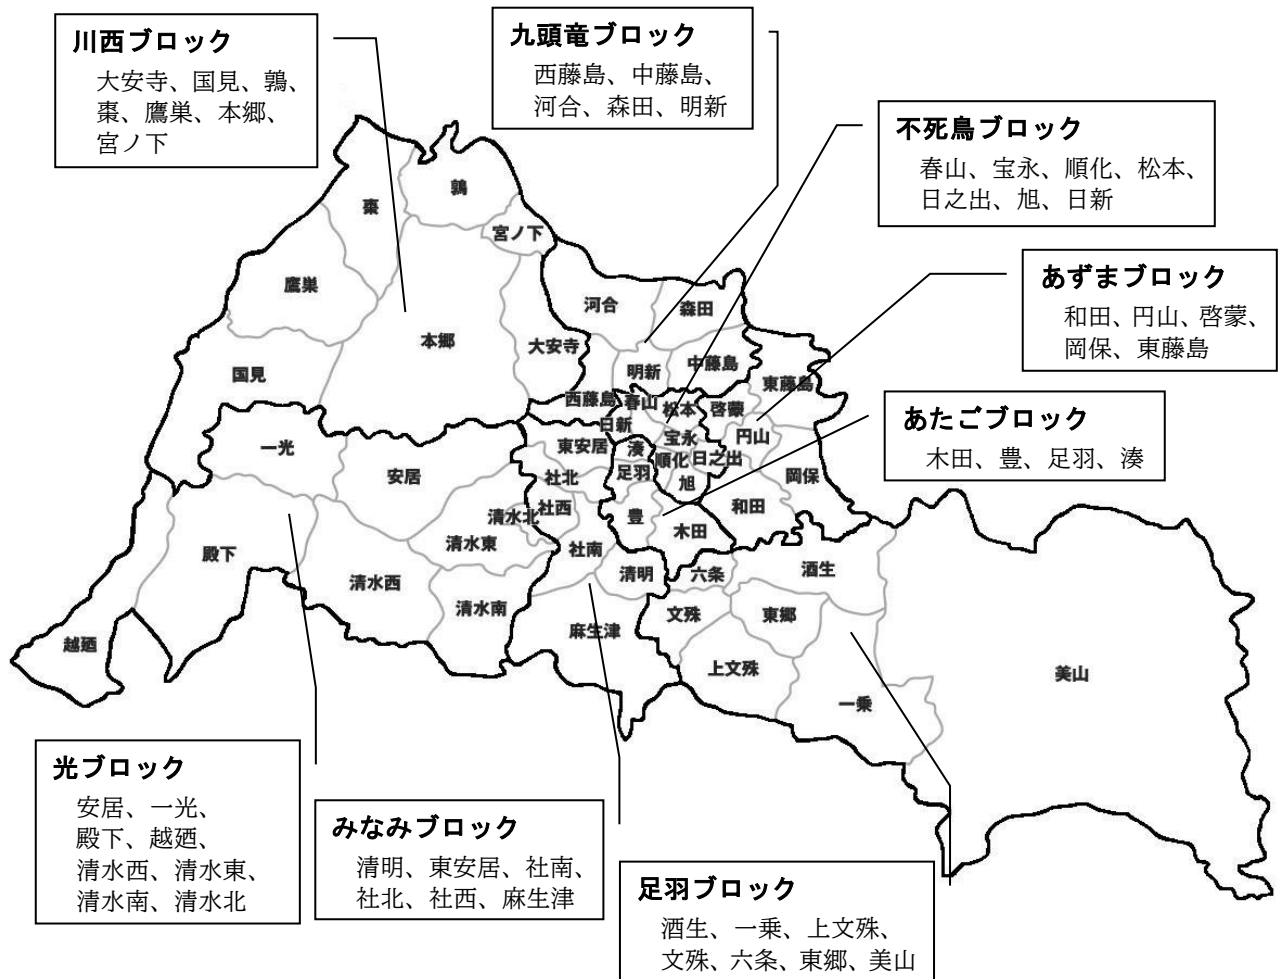 川西ブロック
大安寺、国見、鶉、
棗、鷹巣、本郷、
宮ノ下
九頭竜ブロック
西藤島、中藤島、
河合、森田、明新
不死鳥ブロック
春山、宝永、順化、松本、
日之出、旭、日新
あずまブロック
和田、円山、啓蒙、
岡保、東藤島
あたごブロック
木田、豊、足羽、湊
鶉
棗
宮ノ下
鷹巣
河合
森田
本郷
大安寺
明新
中藤島
国見
東藤島
西藤島
春山
松本
啓蒙
日新
宝永
円山
一光
東安居
湊
順化
日之出
安居
社北
足羽
旭
岡保
清水北
社西
豊
和田
木田
清水東
社南
殿下
清水西
清明
六条
酒生
清水南
文殊
東郷
麻生津
越廼
上文殊
美山
一乗
光ブロック
安居、一光、
殿下、越廼、
清水西、清水東、
清水南、清水北
みなみブロック
清明、東安居、社南、
社北、社西、麻生津
足羽ブロック
酒生、一乗、上文殊、
文殊、六条、東郷、美山